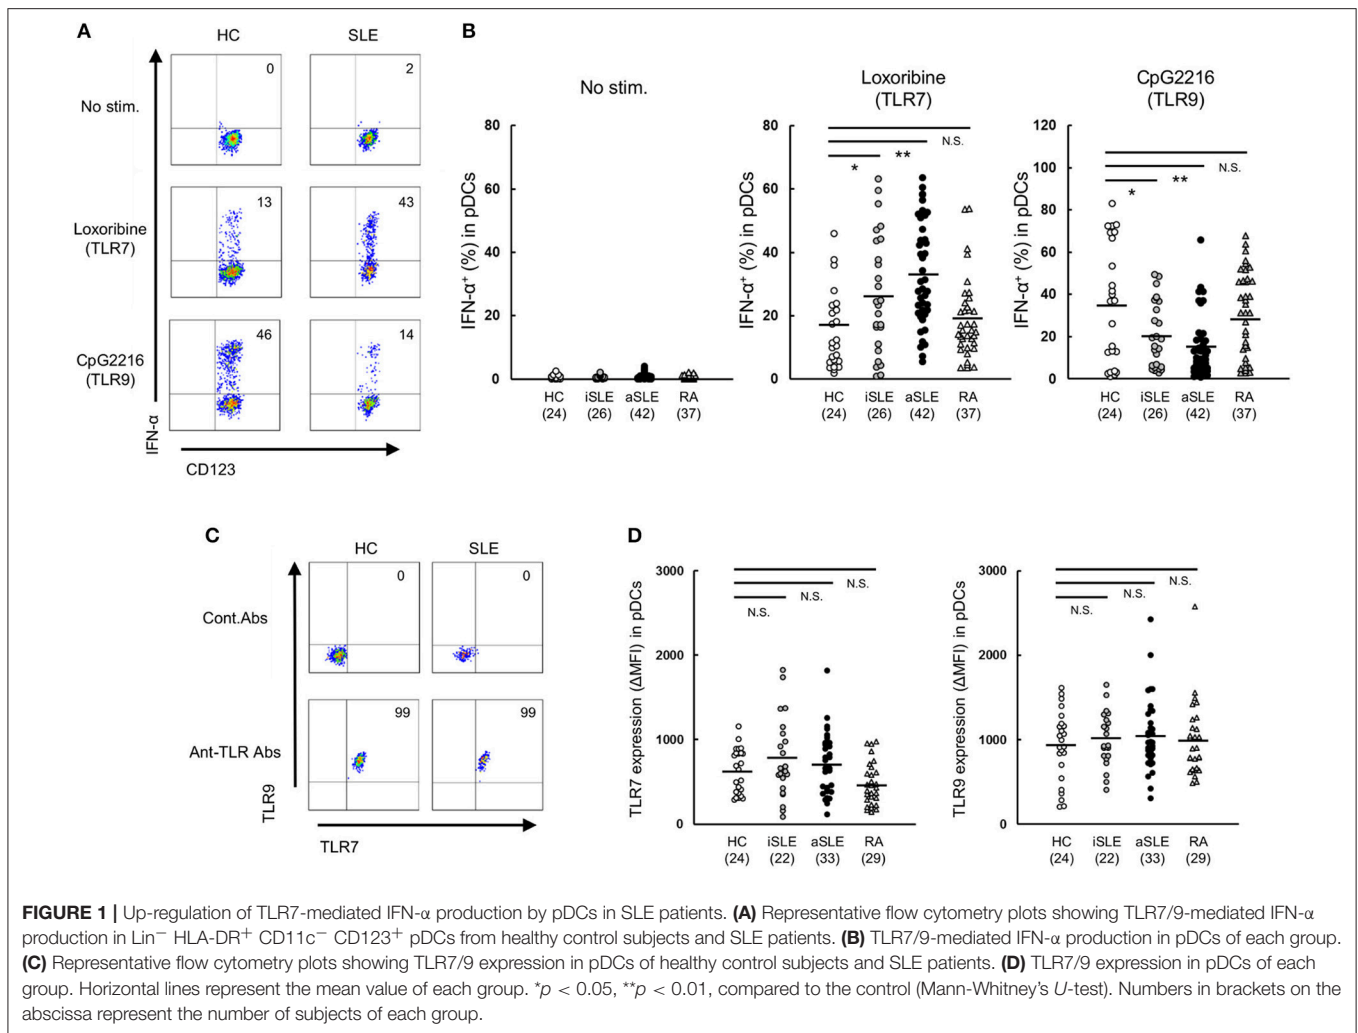 A
HC
SLE
No stim.
0
2
Loxoribine
(TLR7)
13
43
CpG2216
(TLR9)
46
14
IFN-α
CD123
B
No stim.
IFN-α⁺ (%) in pDCs
80
60
40
20
0
HC
(24)
iSLE
(26)
aSLE
(42)
RA
(37)
Loxoribine
(TLR7)
IFN-α⁺ (%) in pDCs
80
60
40
20
0
N.S.
**
*
HC
(24)
iSLE
(26)
aSLE
(42)
RA
(37)
CpG2216
(TLR9)
IFN-α⁺ (%) in pDCs
120
100
80
60
40
20
0
N.S.
**
*
HC
(24)
iSLE
(26)
aSLE
(42)
RA
(37)
C
HC
SLE
Cont.Abs
0
0
Ant-TLR Abs
99
99
TLR9
TLR7
D
TLR7 expression (ΔMFI) in pDCs
3000
2000
1000
0
N.S.
N.S.
N.S.
HC
(24)
iSLE
(22)
aSLE
(33)
RA
(29)
TLR9 expression (ΔMFI) in pDCs
3000
2000
1000
0
N.S.
N.S.
N.S.
HC
(24)
iSLE
(22)
aSLE
(33)
RA
(29)
FIGURE 1 | Up-regulation of TLR7-mediated IFN-α production by pDCs in SLE patients. (A) Representative flow cytometry plots showing TLR7/9-mediated IFN-α
production in Lin⁻ HLA-DR⁺ CD11c⁻ CD123⁺ pDCs from healthy control subjects and SLE patients. (B) TLR7/9-mediated IFN-α production in pDCs of each group.
(C) Representative flow cytometry plots showing TLR7/9 expression in pDCs of healthy control subjects and SLE patients. (D) TLR7/9 expression in pDCs of each
group. Horizontal lines represent the mean value of each group. *p < 0.05, **p < 0.01, compared to the control (Mann-Whitney's U-test). Numbers in brackets on the
abscissa represent the number of subjects of each group.